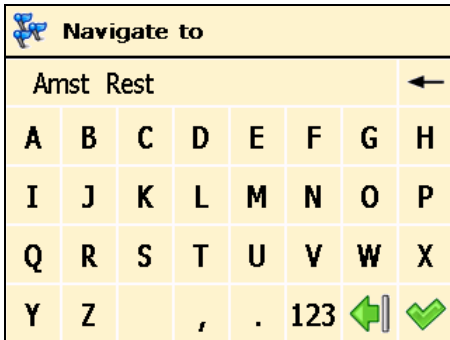 Navigate to
Amst Rest
A B C D E F G H
I J K L M N O P
Q R S T U V W X
Y Z , . 123